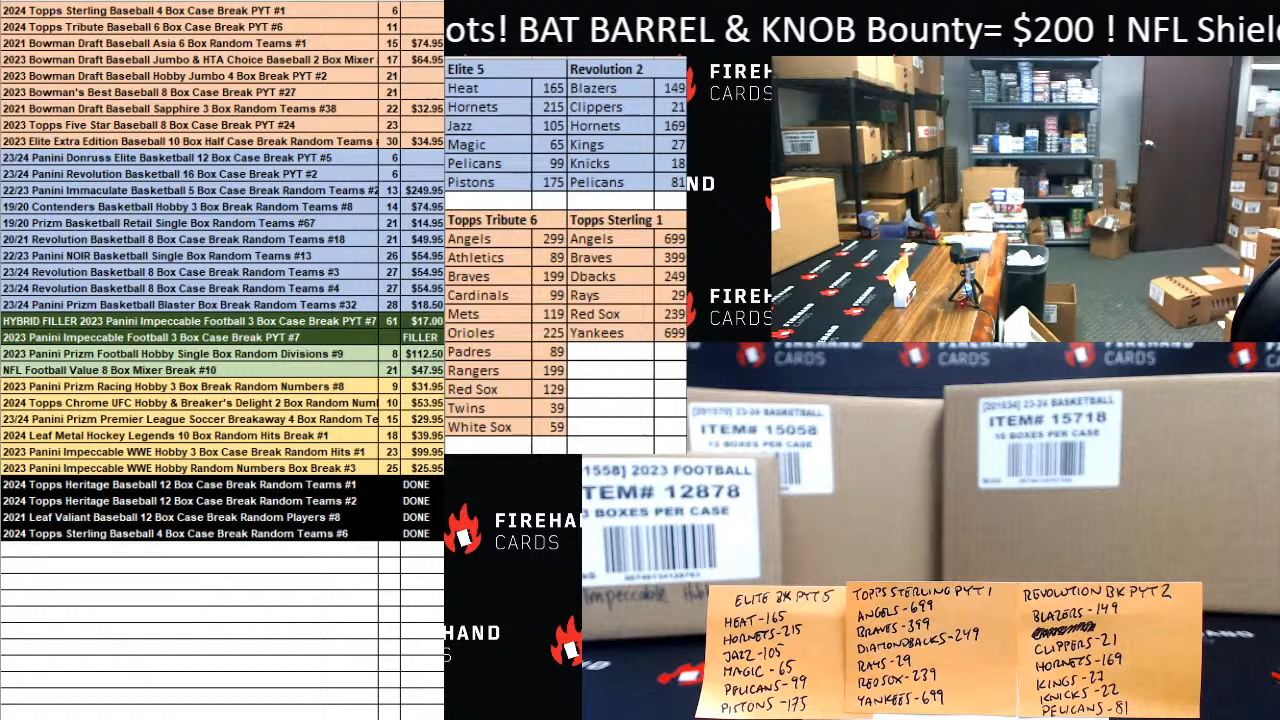 2024 Topps Sterling Baseball 4 Box Case Break PYT #1 6
2024 Topps Tribute Baseball 6 Box Case Break PYT #6 11
2021 Bowman Draft Baseball Asia 6 Box Random Teams #1 15 $74.95
2023 Bowman Draft Baseball Jumbo & HTA Choice Baseball 2 Box Mixer 17 $64.95
2023 Bowman Draft Baseball Hobby Jumbo 4 Box Break PYT #2 21
2023 Bowman's Best Baseball 8 Box Case Break PYT #27 21
2021 Bowman Draft Baseball Sapphire 3 Box Random Teams #38 22 $32.95
2023 Topps Five Star Baseball 8 Box Case Break PYT #24 23
2023 Elite Extra Edition Baseball 10 Box Half Case Break Random Teams 30 $34.95
23/24 Panini Donruss Elite Basketball 12 Box Case Break PYT #5 6
23/24 Panini Revolution Basketball 16 Box Case Break PYT #2 6
22/23 Panini Immaculate Basketball 5 Box Case Break Random Teams #2 13 $249.95
19/20 Contenders Basketball Hobby 3 Box Break Random Teams #8 14 $74.95
19/20 Prizm Basketball Retail Single Box Random Teams #67 21 $14.95
20/21 Revolution Basketball 8 Box Case Break Random Teams #18 21 $49.95
22/23 Panini NOIR Basketball Single Box Random Teams #13 26 $54.95
23/24 Revolution Basketball 8 Box Case Break Random Teams #3 27 $54.95
23/24 Revolution Basketball 8 Box Case Break Random Teams #4 27 $54.95
23/24 Panini Prizm Basketball Blaster Box Break Random Teams #32 28 $18.50
HYBRID FILLER 2023 Panini Impeccable Football 3 Box Case Break PYT #7 61 $17.00
2023 Panini Impeccable Football 3 Box Case Break PYT #7 FILLER
2023 Panini Prizm Football Hobby Single Box Random Divisions #9 8 $112.50
NFL Football Value 8 Box Mixer Break #10 21 $47.95
2023 Panini Prizm Racing Hobby 3 Box Break Random Numbers #8 9 $31.95
2024 Topps Chrome UFC Hobby & Breaker's Delight 2 Box Random Numl 10 $53.95
23/24 Panini Prizm Premier League Soccer Breakaway 4 Box Random Te 15 $29.95
2024 Leaf Metal Hockey Legends 10 Box Random Hits Break #1 18 $39.95
2023 Panini Impeccable WWE Hobby 3 Box Case Break Random Hits #1 23 $99.95
2023 Panini Impeccable WWE Hobby Random Numbers Box Break #3 25 $25.95
2024 Topps Heritage Baseball 12 Box Case Break Random Teams #1 DONE
2024 Topps Heritage Baseball 12 Box Case Break Random Teams #2 DONE
2021 Leaf Valiant Baseball 12 Box Case Break Random Players #8 DONE
2024 Topps Sterling Baseball 4 Box Case Break Random Teams #6 DONE
ots! BAT BARREL & KNOB Bounty= $200 ! NFL Shiel
Elite 5 Revolution 2
Heat 165 Blazers 149
Hornets 215 Clippers 21
Jazz 105 Hornets 169
Magic 65 Kings 27
Pelicans 99 Knicks 18
Pistons 175 Pelicans 81
Topps Tribute 6 Topps Sterling 1
Angels 299 Angels 699
Athletics 89 Braves 399
Braves 199 Dbacks 249
Cardinals 99 Rays 29
Mets 119 Red Sox 239
Orioles 225 Yankees 699
Padres 89
Rangers 199
Red Sox 129
Twins 39
White Sox 59
FIREH
CARDS
ND
FIREH
CARDS
FIREHA
CARDS
HAND
S
CARDS
CARDS
CARDS
[201570] 23-24 BASKETBALL
ITEM# 15058
12 BOXES PER CASE
[201634] 23-24 BASKETBALL
ITEM# 15718
16 BOXES PER CASE
1558] 2023 FOOTBALL
TEM# 12878
3 BOXES PER CASE
Impeccable
ELITE BK PYT 5
HEAT-165
HORNETS-215
JAZZ-105
MAGIC-65
PELICANS-99
PISTONS-175
TOPPS STERLING PYT 1
ANGELS-699
BRAVES-399
DIAMONDBACKS-249
RAYS-29
RED SOX-239
YANKEES-699
REVOLUTION BK PYT 2
BLAZERS-149
CLIPPERS-21
HORNETS-169
KINGS-27
KNICKS-22
PELICANS-81